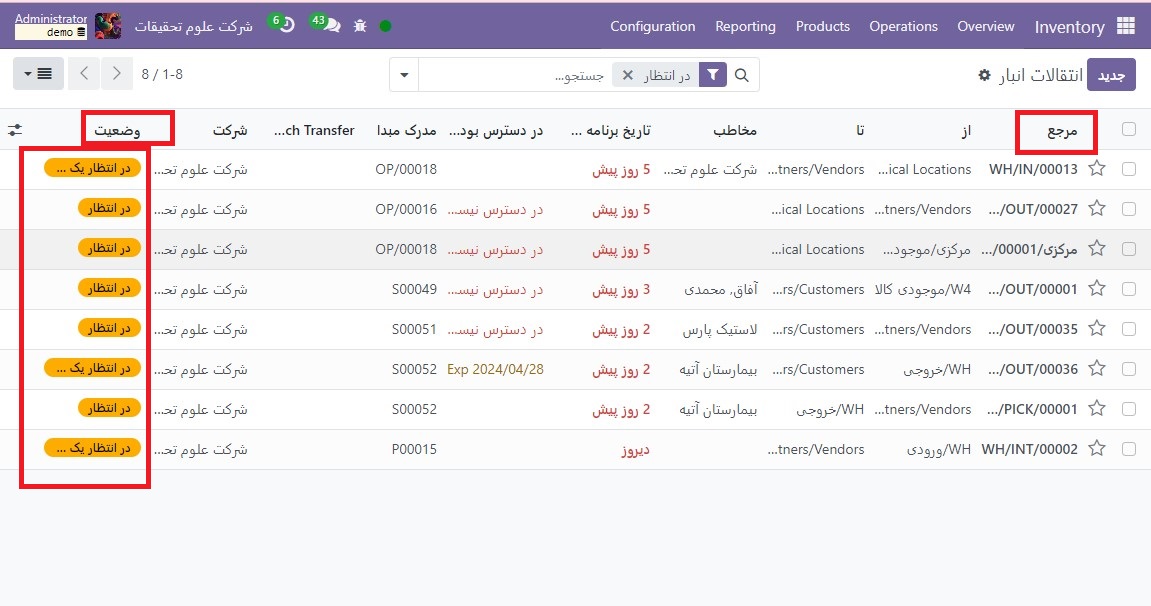 Inventory Overview Operations Products Reporting Configuration 43 6 شرکت علوم تحقیقات Administrator
demo
جدید انتقالات انبار در انتظار جستجو... 8 / 1-8
مرجع از تا مخاطب تاریخ برنامه ... در دسترس بود... مدرک مبدا ch Transfer... شرکت وضعیت
WH/IN/00013 ical Locations... tners/Vendors... شرکت علوم تح... 5 روز پیش OP/00018 شرکت علوم تح... در انتظار یک ...
/OUT/00027... tners/Vendors... ical Locations... 5 روز پیش در دسترس نیس... OP/00016 شرکت علوم تح... در انتظار
مرکزی/00001/... مرکزی/موجود... ical Locations... 5 روز پیش در دسترس نیس... OP/00018 شرکت علوم تح... در انتظار
/OUT/00001... W4/موجودی کالا rs/Customers... آفاق, محمدی 3 روز پیش در دسترس نیس... S00049 شرکت علوم تح... در انتظار
/OUT/00035... tners/Vendors... rs/Customers... لاستیک پارس 2 روز پیش در دسترس نیس... S00051 شرکت علوم تح... در انتظار
/OUT/00036... WH/خروجی rs/Customers... بیمارستان آتیه 2 روز پیش Exp 2024/04/28 S00052 شرکت علوم تح... در انتظار یک ...
/PICK/00001... tners/Vendors... WH/خروجی بیمارستان آتیه 2 روز پیش S00052 شرکت علوم تح... در انتظار
WH/INT/00002 WH/ورودی tners/Vendors... دیروز P00015 شرکت علوم تح... در انتظار یک ...